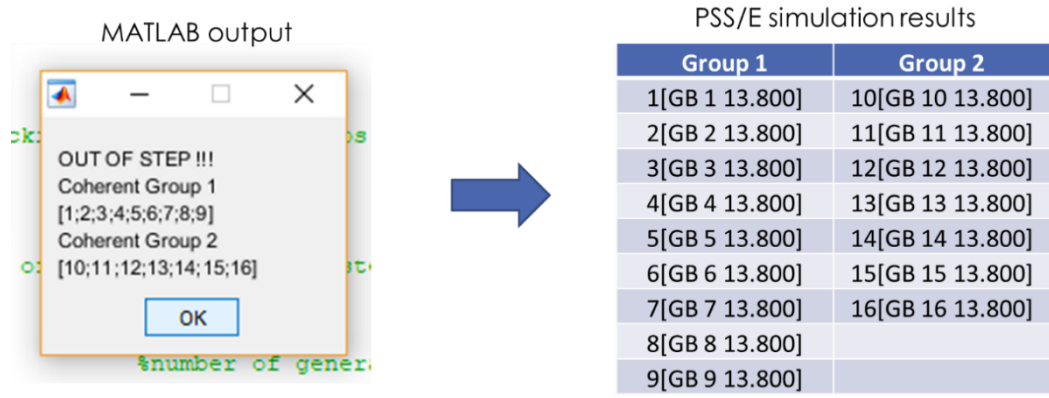 MATLAB output
PSS/E simulation results
OUT OF STEP !!!
Coherent Group 1
[1;2;3;4;5;6;7;8;9]
Coherent Group 2
[10;11;12;13;14;15;16]
OK
%number of gener
Group 1 Group 2
1[GB 1 13.800] 10[GB 10 13.800]
2[GB 2 13.800] 11[GB 11 13.800]
3[GB 3 13.800] 12[GB 12 13.800]
4[GB 4 13.800] 13[GB 13 13.800]
5[GB 5 13.800] 14[GB 14 13.800]
6[GB 6 13.800] 15[GB 15 13.800]
7[GB 7 13.800] 16[GB 16 13.800]
8[GB 8 13.800]
9[GB 9 13.800]